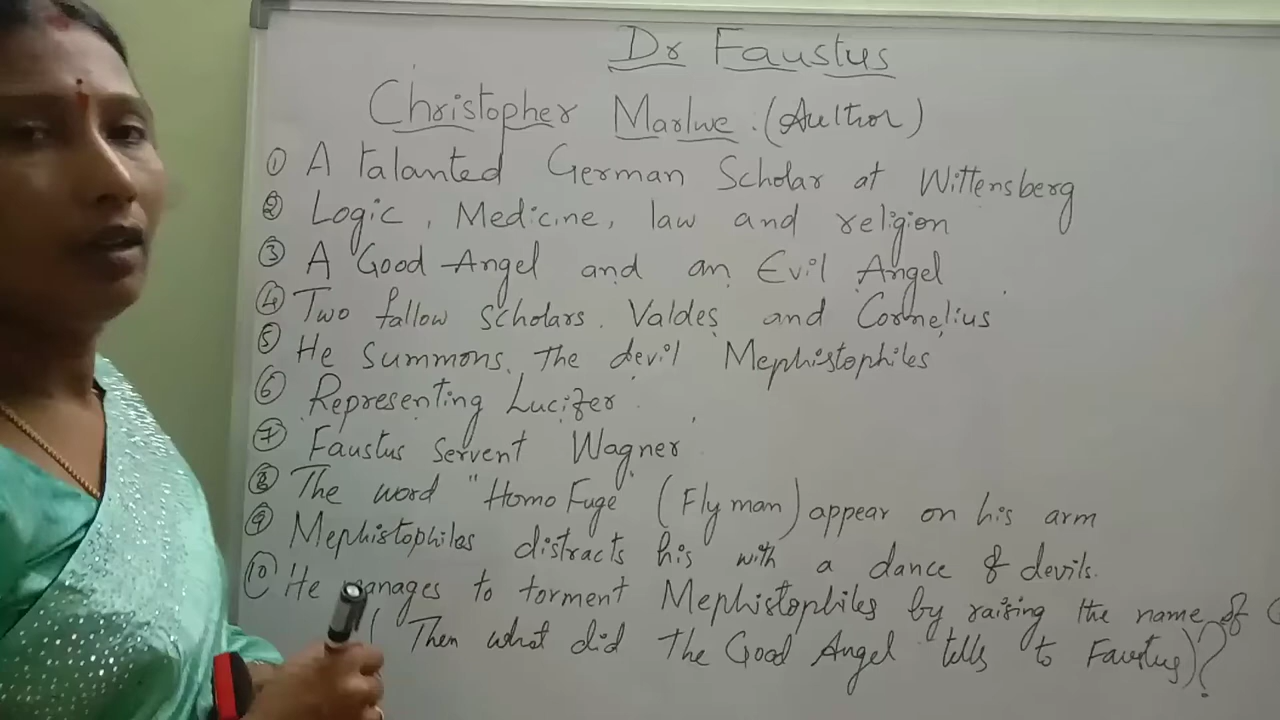 Dr Faustus
Christopher Marlwe. (Aulthor)
① A talanted German Scholar at Wittensberg
② Logic, Medicine, law and religion
③ A Good Angel and an Evil Angel
④ Two fallow scholars. Valdes and Cornelius
⑤ He summons. The devil Mephistophiles
⑥ Representing Lucifer
⑦ Faustus servent Wagner
⑧ The word "Homo Fuge" (Fly man) appear on his arm
⑨ Mephistophiles distracts his with a dance of devils.
⑩ He manages to torment Mephistophiles by raising the name of
( Then what did the Good Angel tells to Faustus)?